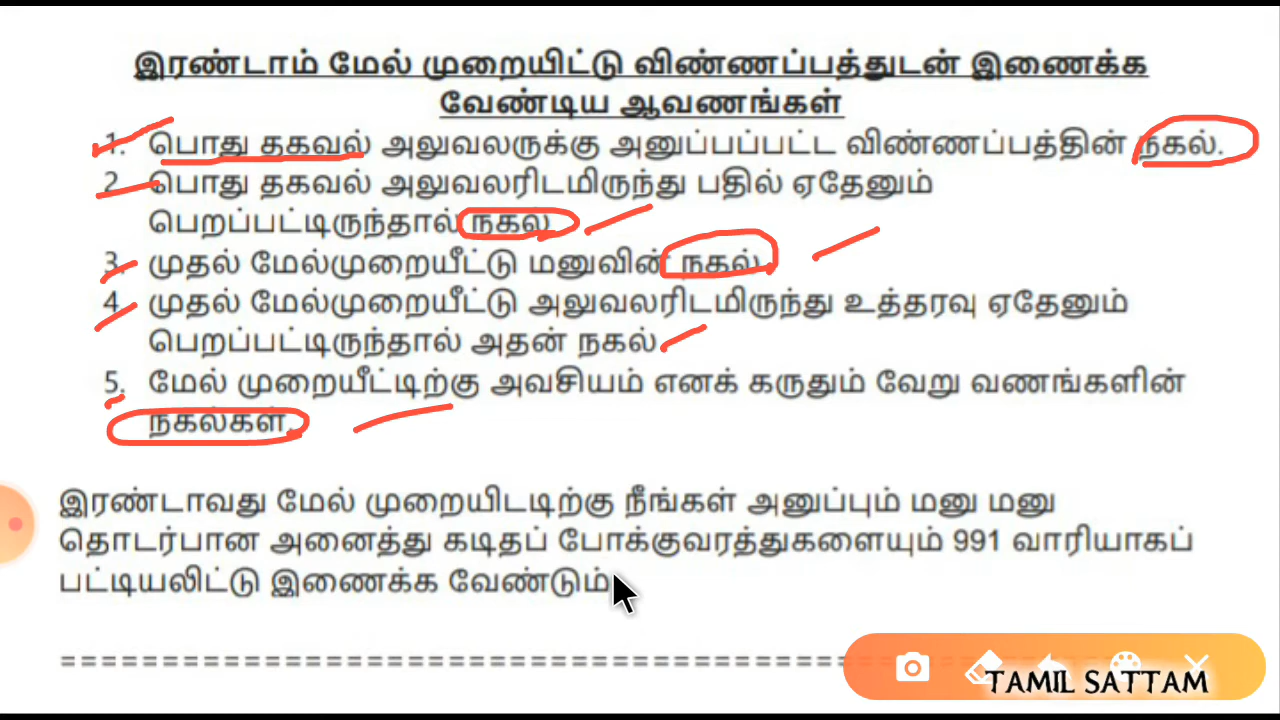 இரண்டாம் மேல் முறையிட்டு விண்ணப்பத்துடன் இணைக்க
வேண்டிய ஆவணங்கள்
1. பொது தகவல் அலுவலருக்கு அனுப்பப்பட்ட விண்ணப்பத்தின் நகல்.
2. பொது தகவல் அலுவலரிடமிருந்து பதில் ஏதேனும்
பெறப்பட்டிருந்தால் நகல்
3. முதல் மேல்முறையீட்டு மனுவின் நகல்.
4. முதல் மேல்முறையீட்டு அலுவலரிடமிருந்து உத்தரவு ஏதேனும்
பெறப்பட்டிருந்தால் அதன் நகல்
5. மேல் முறையீட்டிற்கு அவசியம் எனக் கருதும் வேறு வணங்களின்
நகல்கள்.
இரண்டாவது மேல் முறையிடடிற்கு நீங்கள் அனுப்பும் மனு மனு
தொடர்பான அனைத்து கடிதப் போக்குவரத்துகளையும் 991 வாரியாகப்
பட்டியலிட்டு இணைக்க வேண்டும்
======================================
TAMIL SATTAM